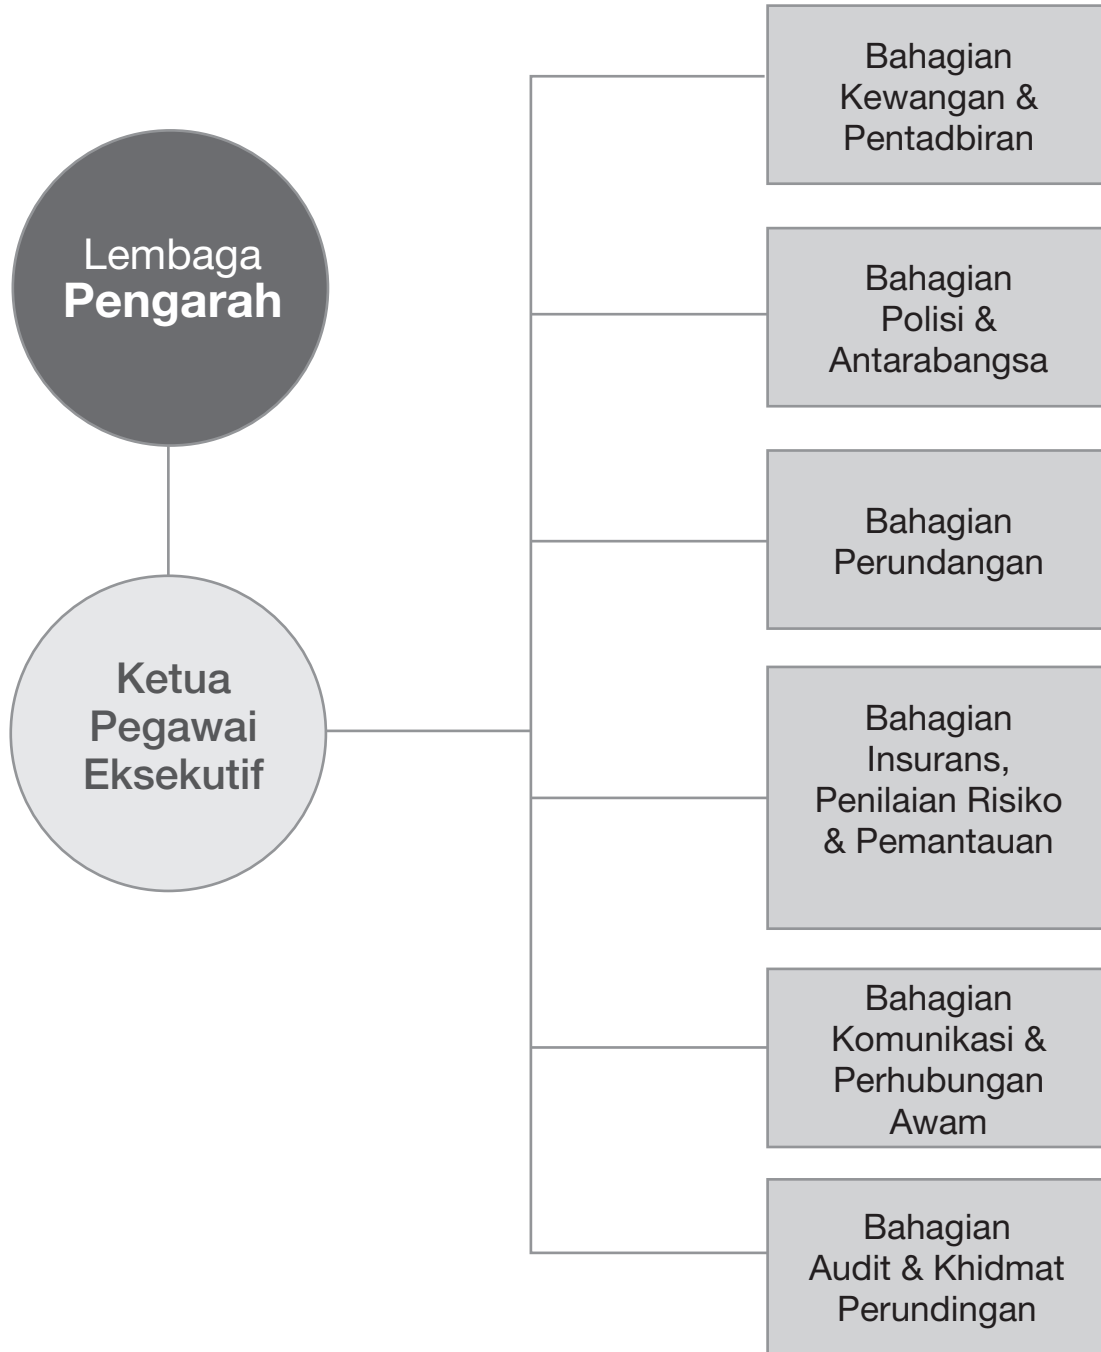 Lembaga
Pengarah
Ketua
Pegawai
Eksekutif
Bahagian
Kewangan &
Pentadbiran
Bahagian
Polisi &
Antarabangsa
Bahagian
Perundangan
Bahagian
Insurans,
Penilaian Risiko
& Pemantauan
Bahagian
Komunikasi &
Perhubungan
Awam
Bahagian
Audit & Khidmat
Perundingan